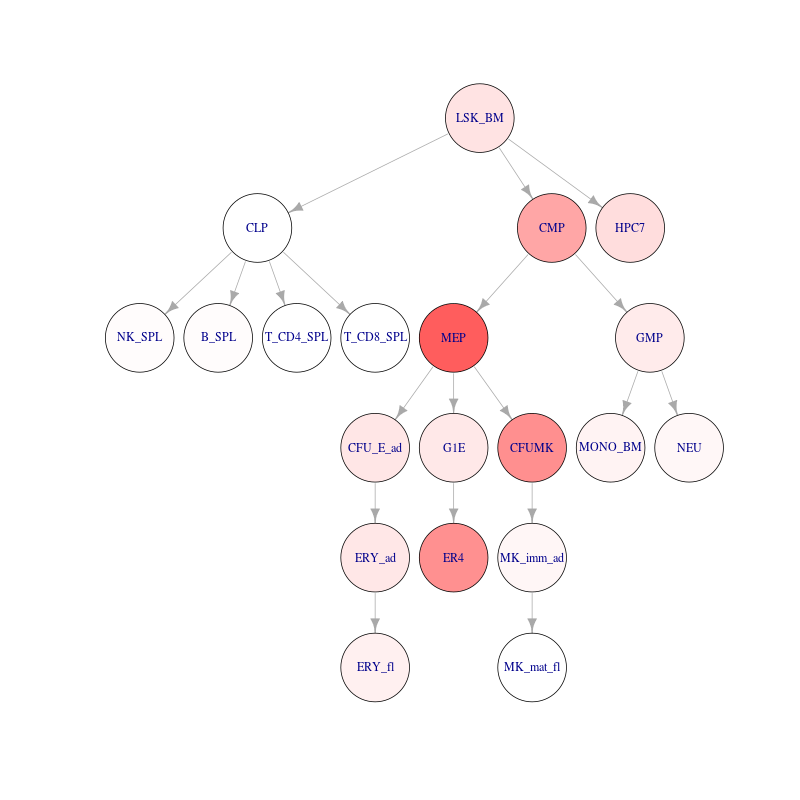 LSK_BM
CLP
CMP
HPC7
NK_SPL
B_SPL
T_CD4_SPL
T_CD8_SPL
MEP
GMP
CFU_E_ad
G1E
CFUMK
MONO_BM
NEU
ERY_ad
ER4
MK_imm_ad
ERY_fl
MK_mat_fl